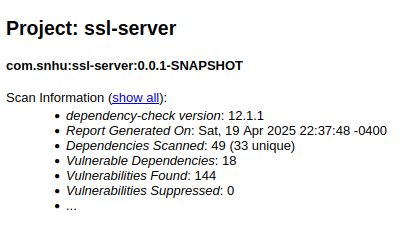 Project: ssl-server
com.snhu:ssl-server:0.0.1-SNAPSHOT
Scan Information (show all):
• dependency-check version: 12.1.1
• Report Generated On: Sat, 19 Apr 2025 22:37:48 -0400
• Dependencies Scanned: 49 (33 unique)
• Vulnerable Dependencies: 18
• Vulnerabilities Found: 144
• Vulnerabilities Suppressed: 0
• ...